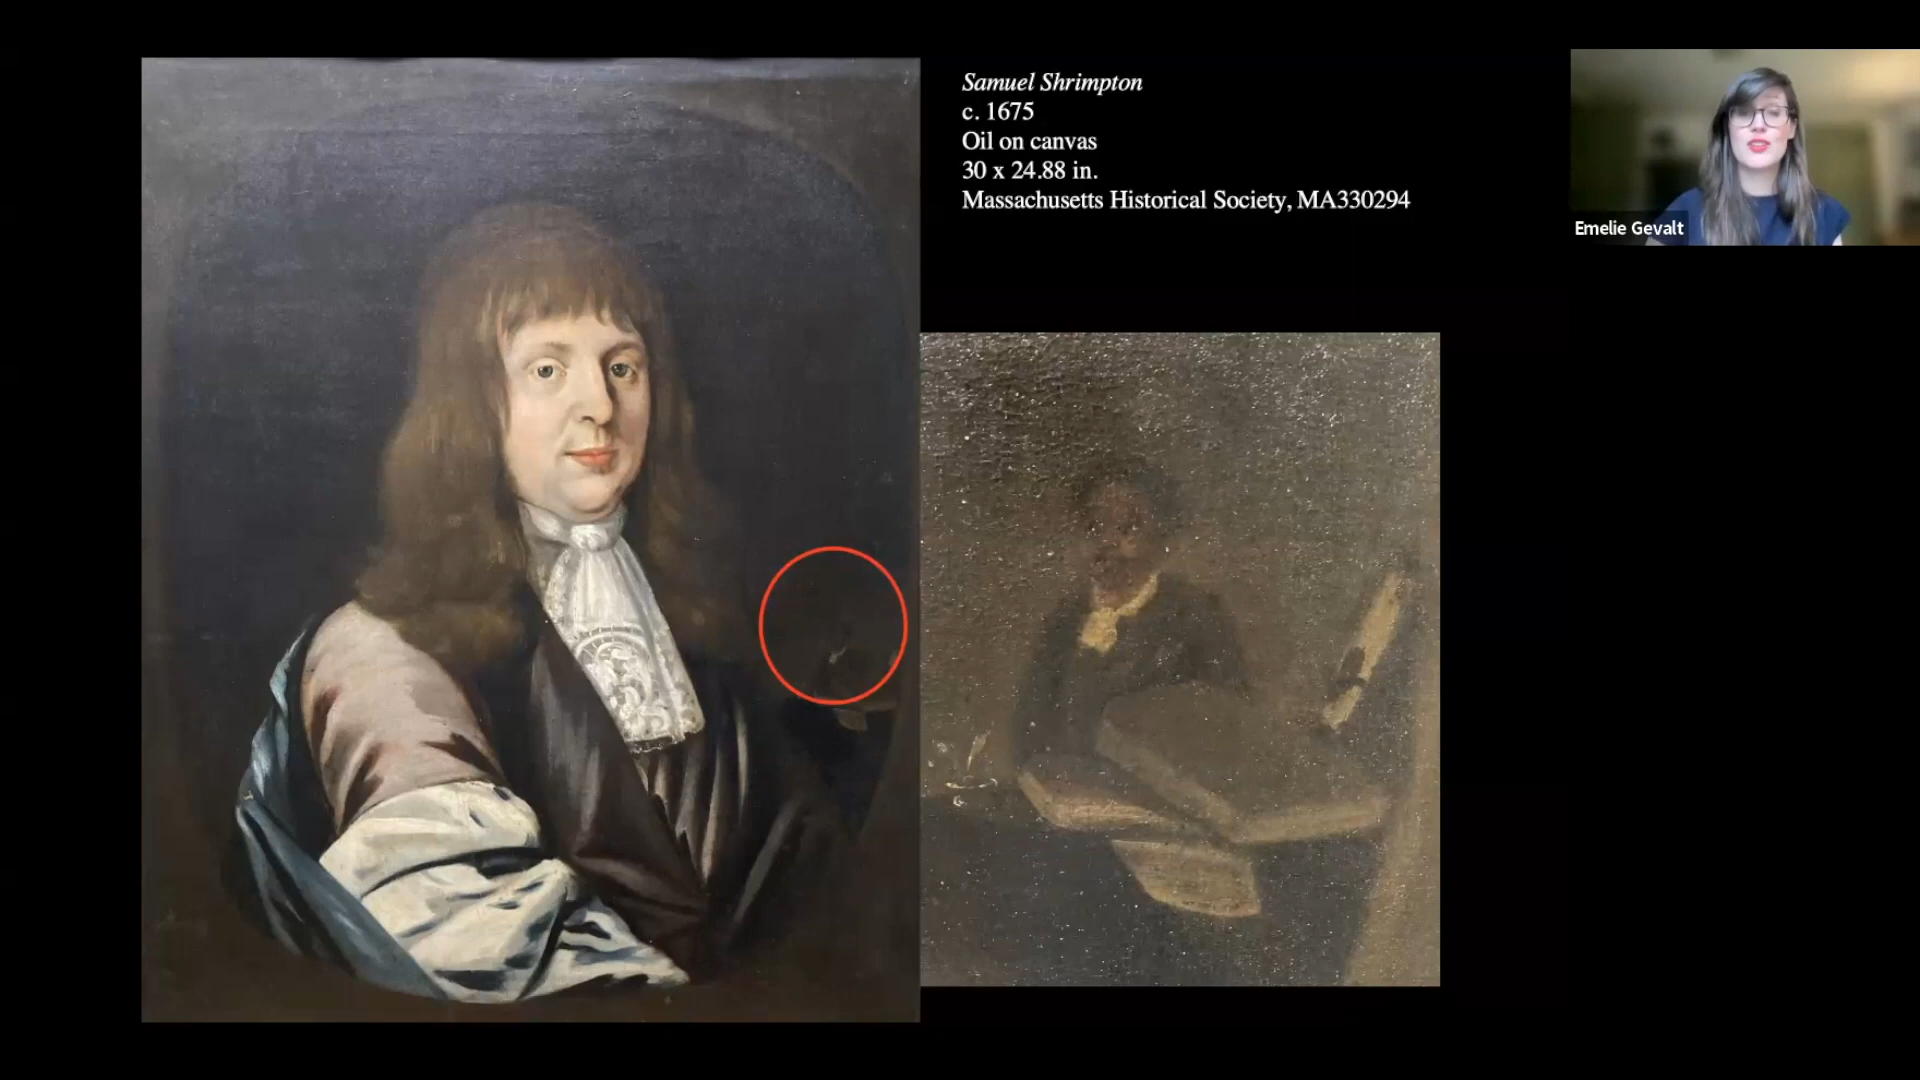 Samuel Shrimpton
c. 1675
Oil on canvas
30 x 24.88 in.
Massachusetts Historical Society, MA330294
Emelie Gevalt